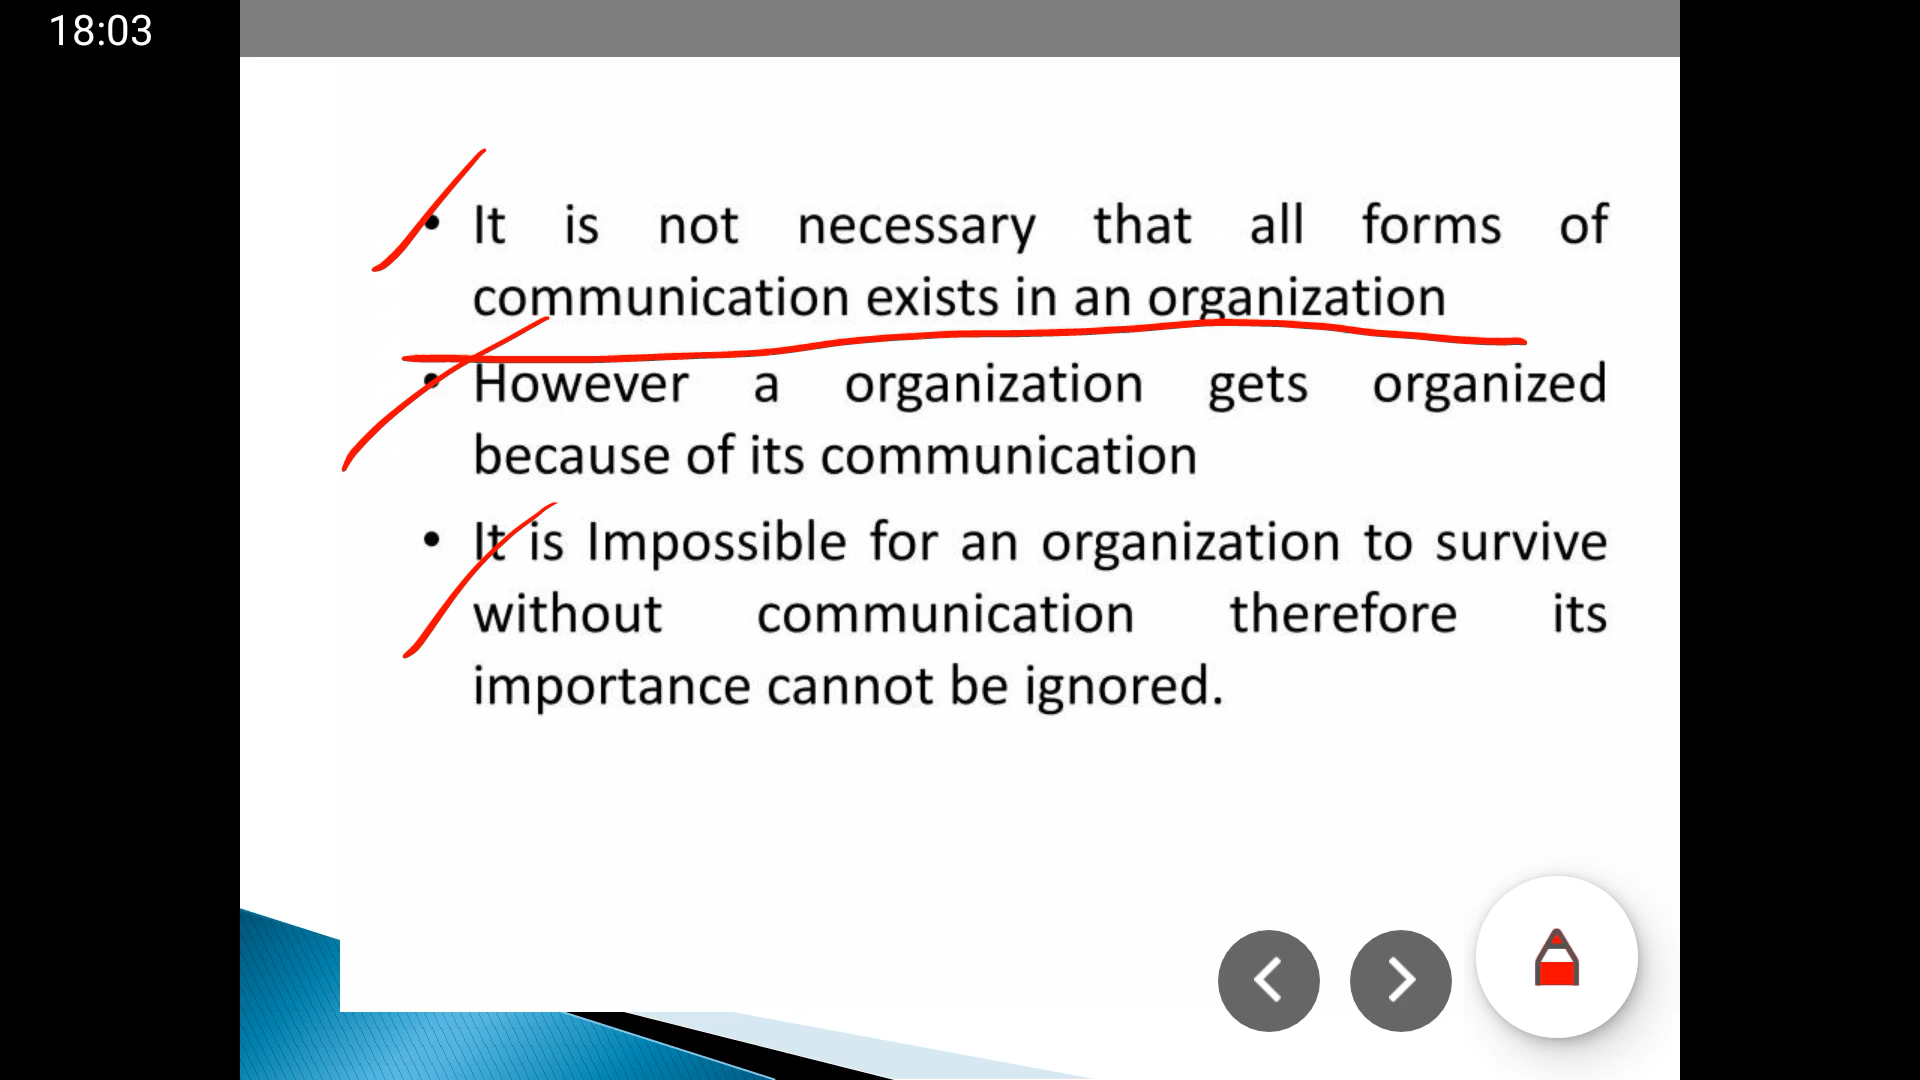 18:03
• It is not necessary that all forms of
communication exists in an organization
• However a organization gets organized
because of its communication
• It is Impossible for an organization to survive
without communication therefore its
importance cannot be ignored.